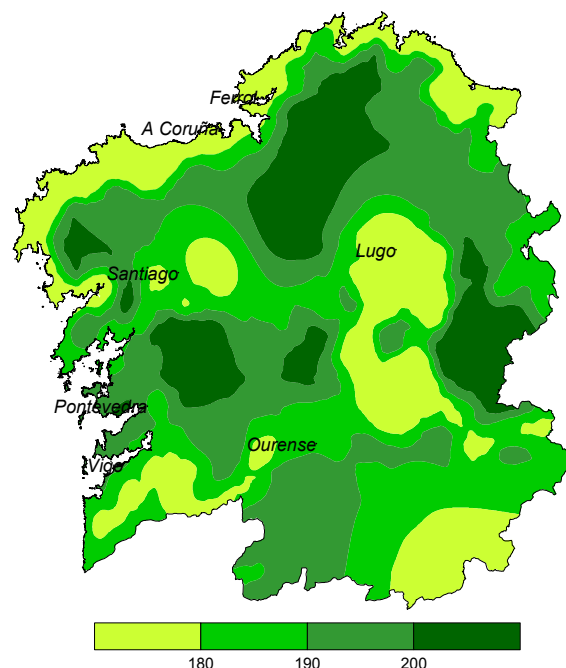 Ferrol
A Coruña
Lugo
Santiago
Pontevedra
Ourense
Vigo
180 190 200